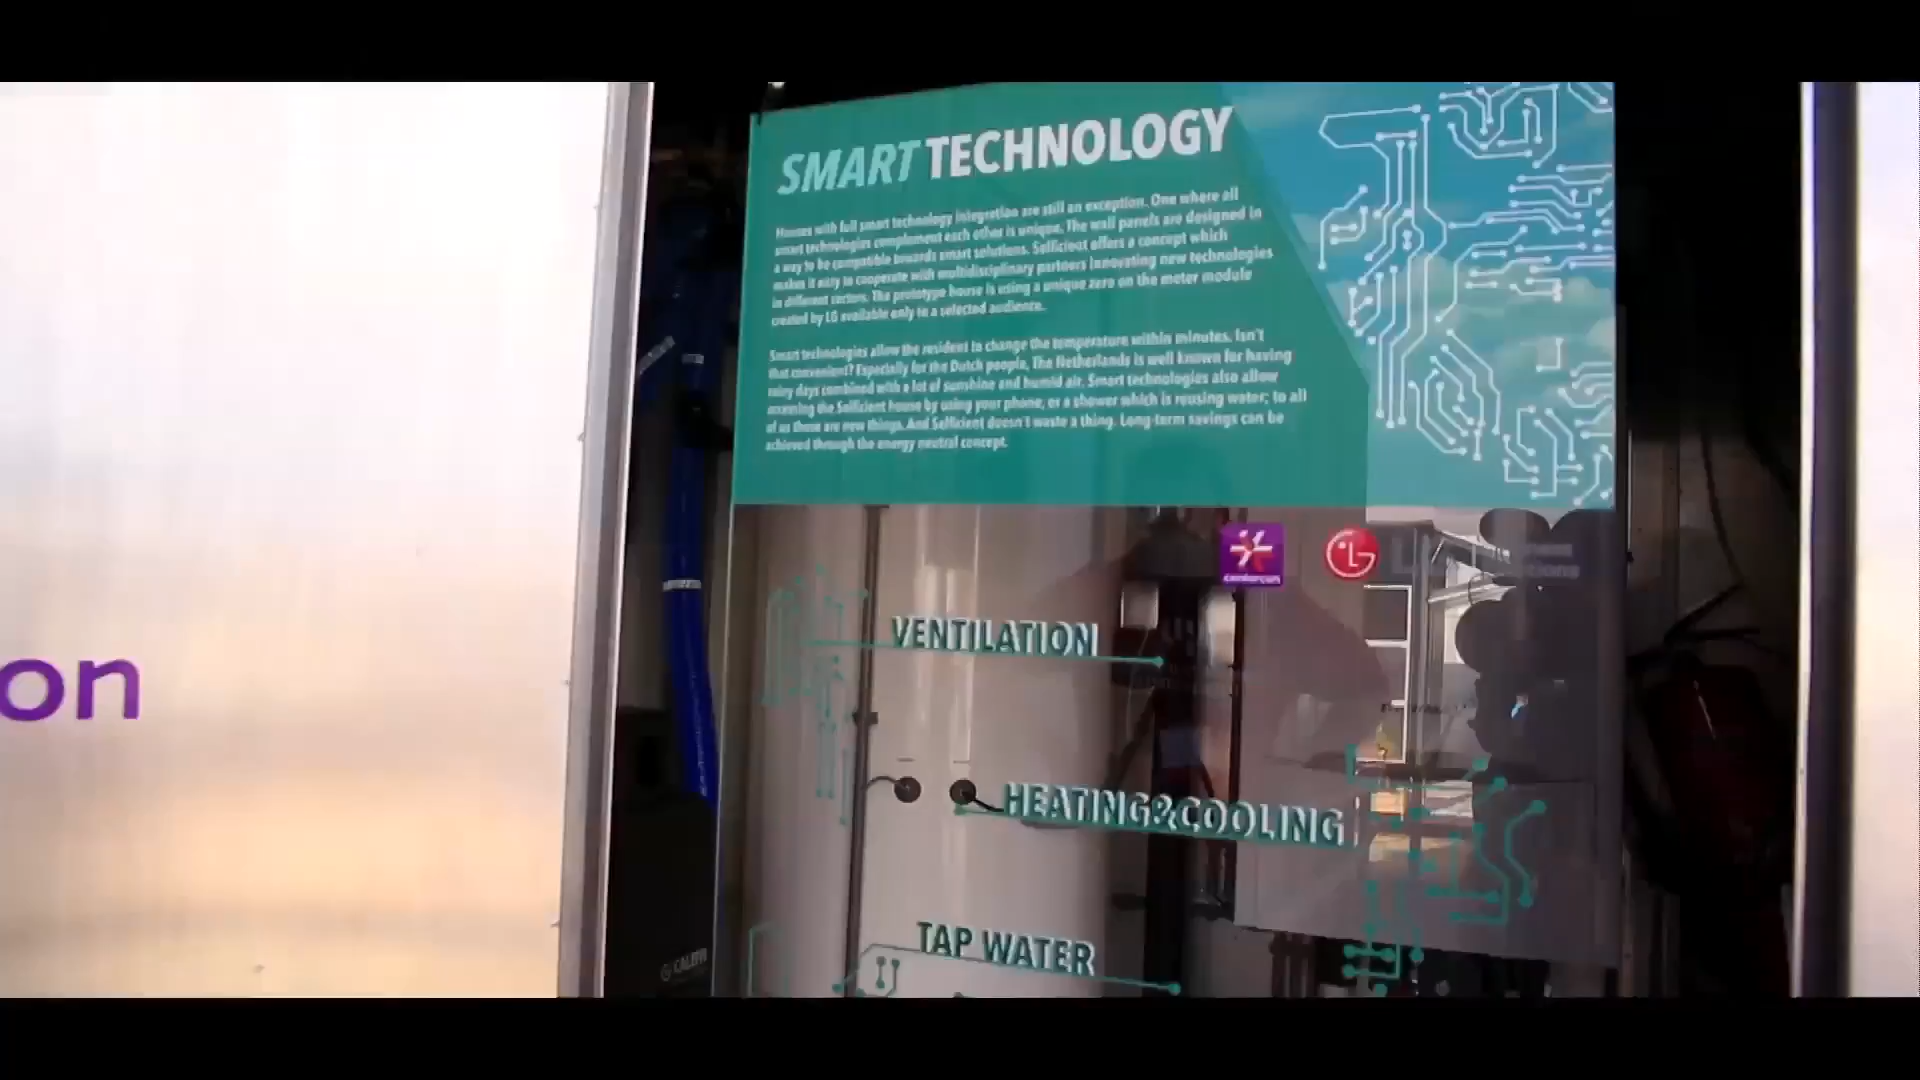 SMART TECHNOLOGY
Houses with full smart technology integretion are still an exception. One where all
smart technologies complement each other is unique. The wall panels are designed in
a way to be compatible towards smart solutions. Selficient offers a concept which
makes it easy to cooperate with multidisciplinary partners innovating new technologies
in different sectors. The prototype house is using a unique zero on the meter module
created by LG available only to a selected audience.
Smart technologies allow the resident to change the temperature within minutes. Isn't
that convenient? Especially for the Dutch people, The Netherlands is well known for having
rainy days combined with a lot of sunshine and humid air. Smart technologies also allow
accessing the Selficient house by using your phone, or a shower which is reusing water; to all
of us those are new things. And Selficient doesn't waste a thing. Long-term savings can be
achieved through the energy neutral concept.
LG
VENTILATION
on
HEATING&COOLING
TAP WATER
CALEFFI